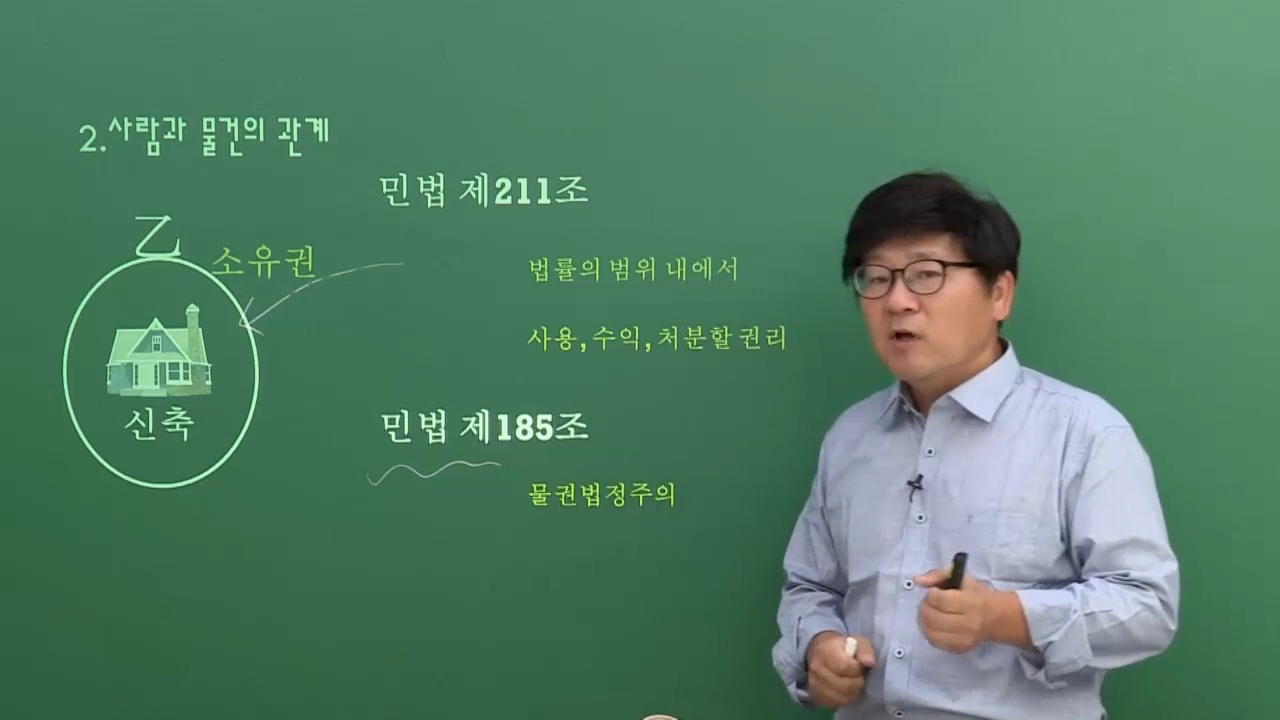 2.사람과 물건의 관계
민법 제211조
乙
소유권
법률의 범위 내에서
사용, 수익, 처분할 권리
신축
민법 제185조
물권법정주의